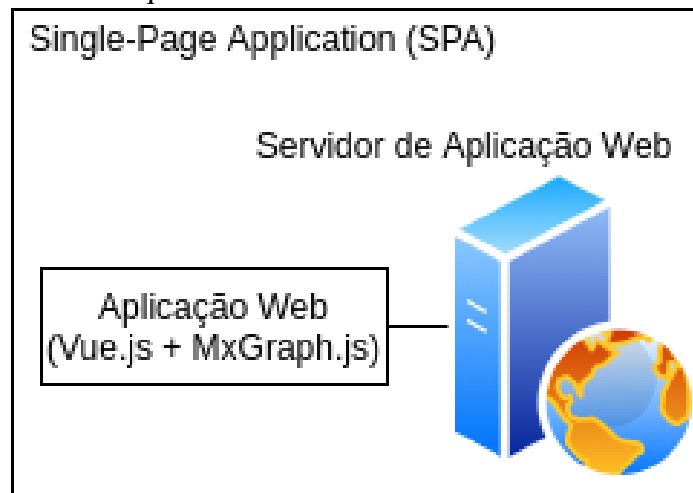 Single-Page Application (SPA)
Servidor de Aplicação Web
Aplicação Web
(Vue.js + MxGraph.js)